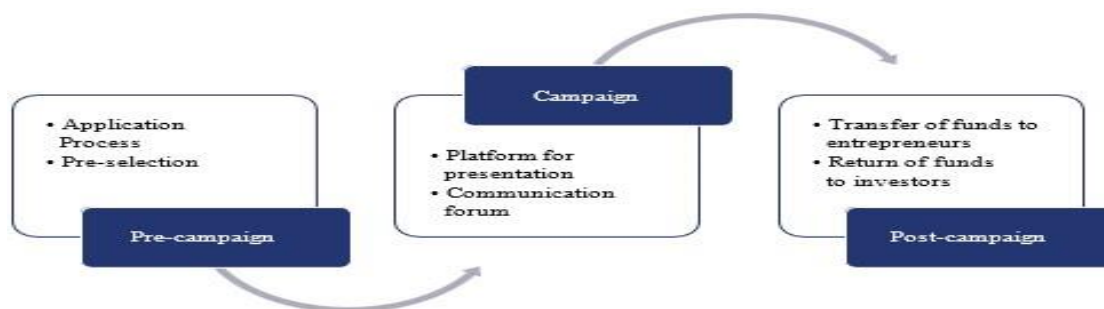 • Application
Process
• Pre-selection
Pre-campaign
Campaign
• Platform for
presentation
• Communication
forum
• Transfer of funds to
entrepreneurs
• Return of funds
to investors
Post-campaign